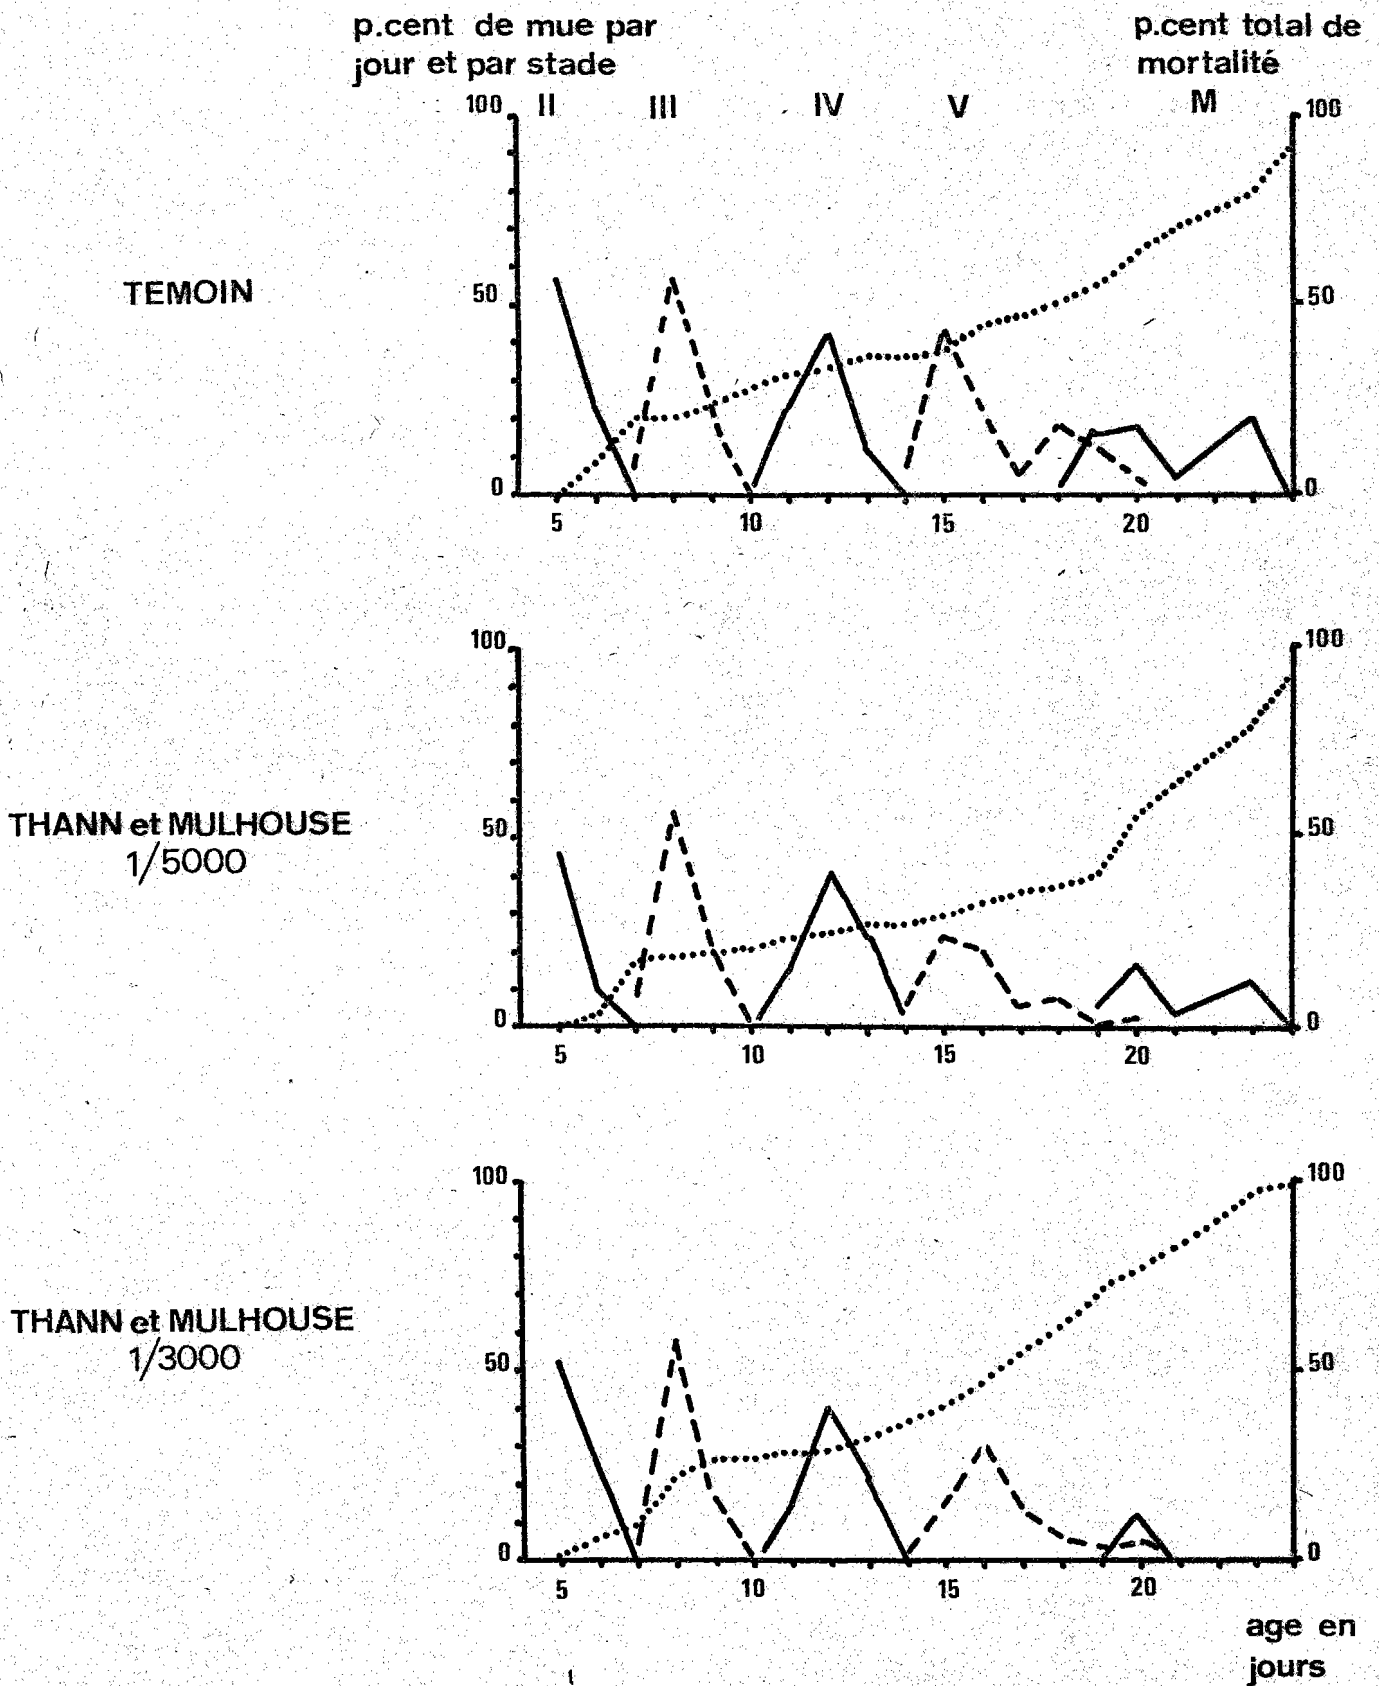 p.cent de mue par
jour et par stade
p.cent total de
mortalité
100 II III IV V M 100
TEMOIN
50 50
0 0
5 10 15 20
100 100
THANN et MULHOUSE
1/5000
50 50
0 0
5 10 15 20
100 100
THANN et MULHOUSE
1/3000
50 50
0 0
5 10 15 20
age en
jours